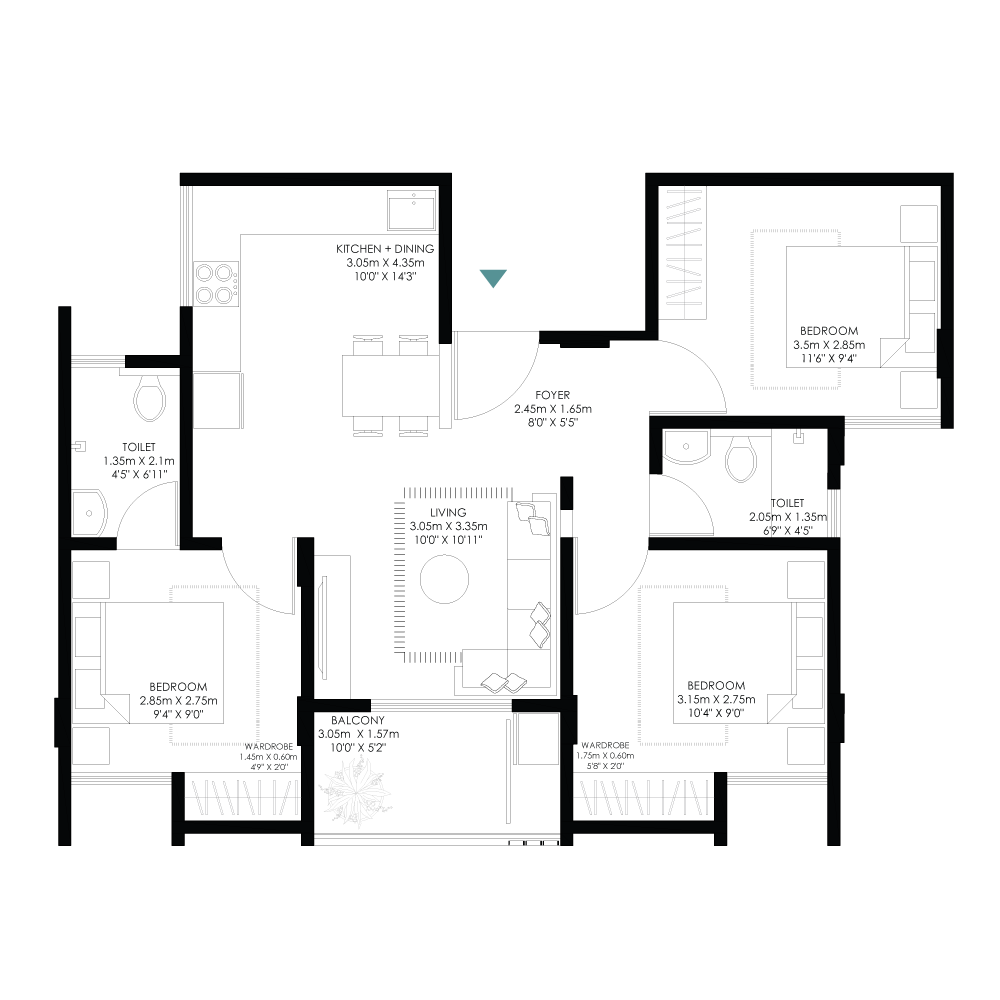 KITCHEN + DINING
3.05m X 4.35m
10'0" X 14'3"
BEDROOM
3.5m X 2.85m
11'6" X 9'4"
FOYER
2.45m X 1.65m
8'0" X 5'5"
TOILET
1.35m X 2.1m
4'5" X 6'11"
LIVING
3.05m X 3.35m
10'0" X 10'11"
TOILET
2.05m X 1.35m
6'9" X 4'5"
BEDROOM
2.85m X 2.75m
9'4" X 9'0"
BEDROOM
3.15m X 2.75m
10'4" X 9'0"
BALCONY
3.05m X 1.57m
10'0" X 5'2"
WARDROBE
1.45m X 0.60m
4'9" X 2'0"
WARDROBE
1.75m X 0.60m
5'8" X 2'0"